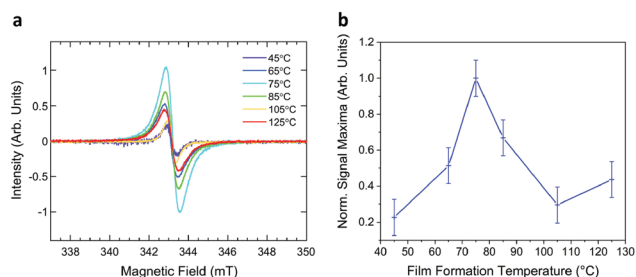 a
Intensity (Arb. Units)
1
0.5
0
-0.5
-1
338
340
342
344
346
348
350
Magnetic Field (mT)
45°C
65°C
75°C
85°C
105°C
125°C
b
Norm. Signal Maxima (Arb. Units)
1.2
1.0
0.8
0.6
0.4
0.2
40
50
60
70
80
90
100
110
120
130
Film Formation Temperature (°C)